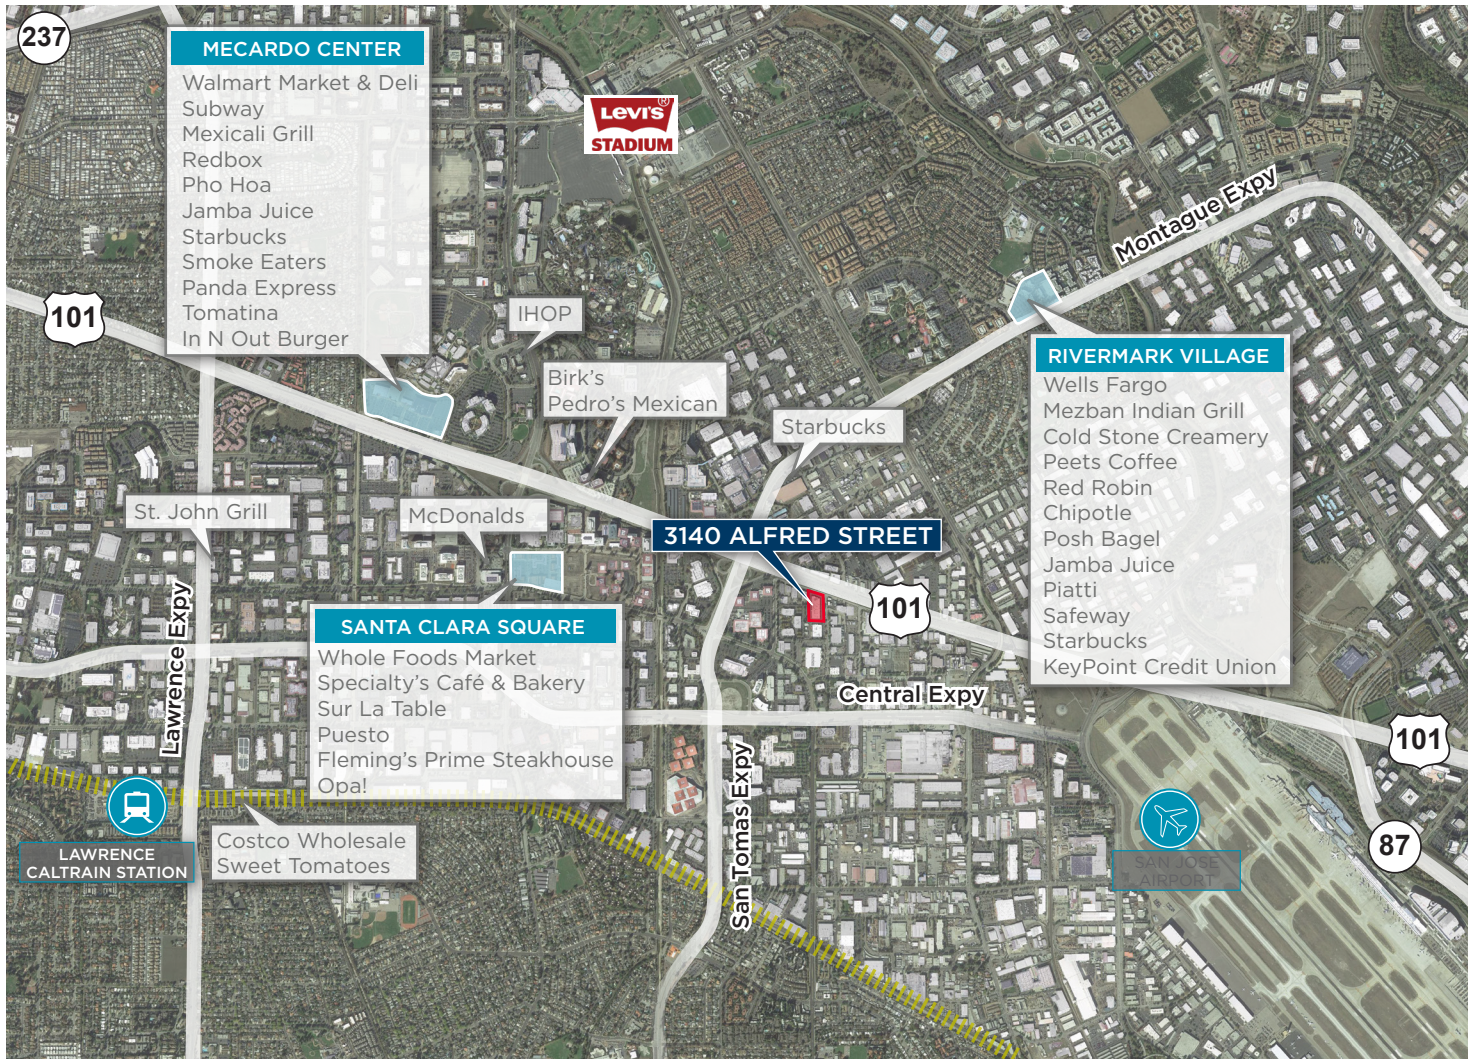 237
MECARDO CENTER
Walmart Market & Deli
Subway
Mexicali Grill
Redbox
Pho Hoa
Jamba Juice
Starbucks
Smoke Eaters
Panda Express
Tomatina
In N Out Burger
LEVI'S®
STADIUM
Montague Expy
101
IHOP
Birk's
Pedro's Mexican
Starbucks
RIVERMARK VILLAGE
Wells Fargo
Mezban Indian Grill
Cold Stone Creamery
Peets Coffee
Red Robin
Chipotle
Posh Bagel
Jamba Juice
Piatti
Safeway
Starbucks
KeyPoint Credit Union
St. John Grill
McDonalds
3140 ALFRED STREET
101
Lawrence Expy
SANTA CLARA SQUARE
Whole Foods Market
Specialty's Café & Bakery
Sur La Table
Puesto
Fleming's Prime Steakhouse
Opa!
Central Expy
101
San Tomas Expy
LAWRENCE
CALTRAIN STATION
Costco Wholesale
Sweet Tomatoes
87
SAN JOSE
AIRPORT